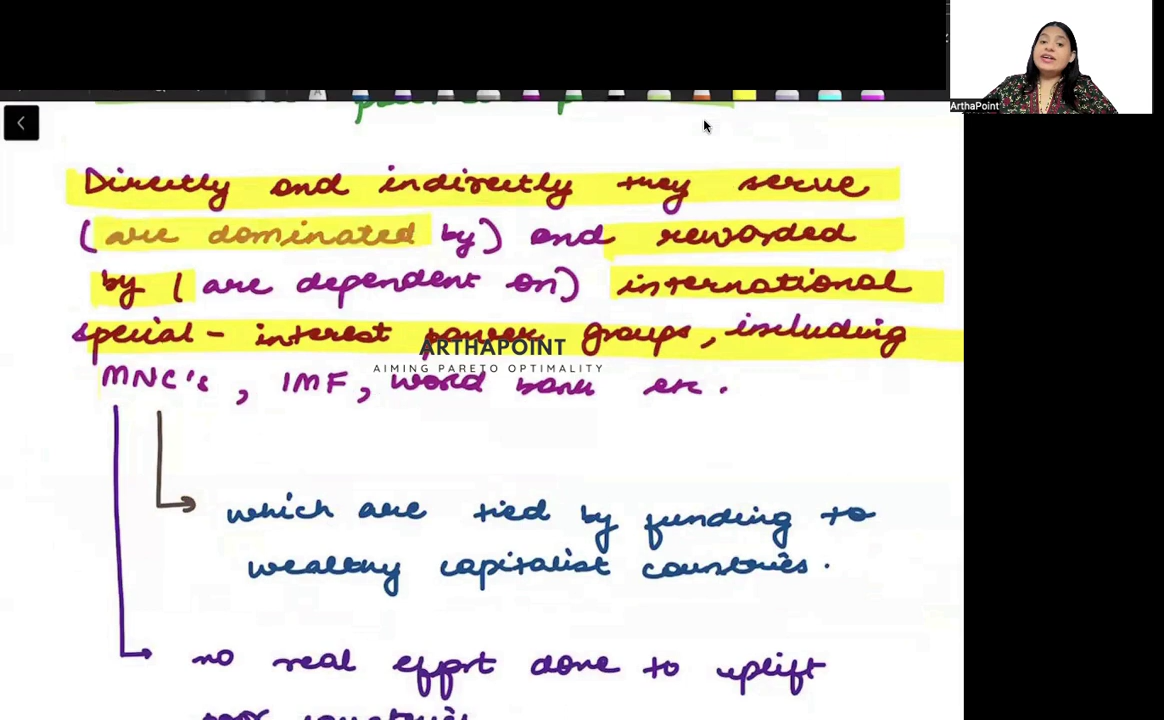 ArthaPoint
Directly and indirectly they serve
(are dominated by) and rewarded
by (are dependent on) international
special - interest power groups, including
ARTHAPOINT
AIMING PARETO OPTIMALITY
MNC's, IMF, world bank etc.
which are tied by funding to
wealthy capitalist countries.
no real effort done to uplift
poor countries